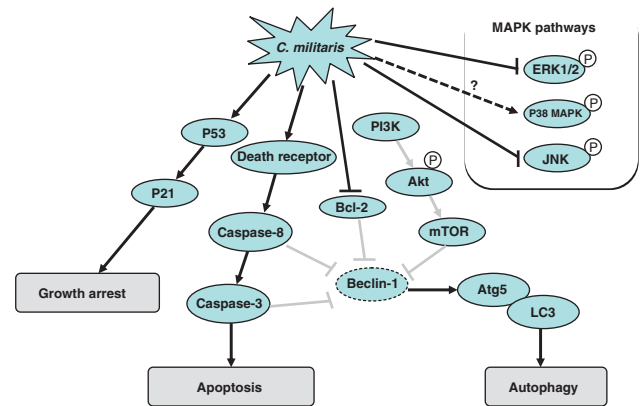 MAPK pathways
C. militaris
ERK1/2
P
?
P38 MAPK
P
JNK
P
P53
Death receptor
PI3K
P
Akt
P21
Bcl-2
mTOR
Caspase-8
Beclin-1
Growth arrest
Caspase-3
Atg5
LC3
Apoptosis
Autophagy